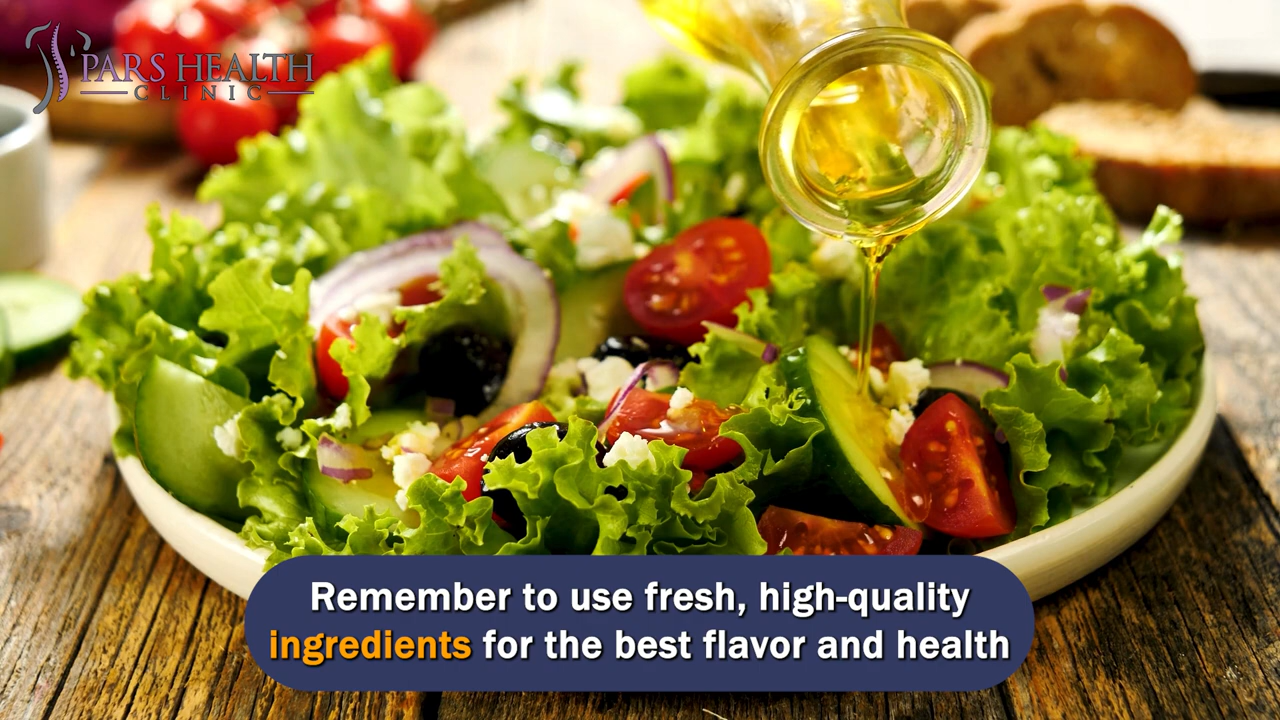 PARS HEALTH
CLINIC
Remember to use fresh, high-quality
ingredients for the best flavor and health